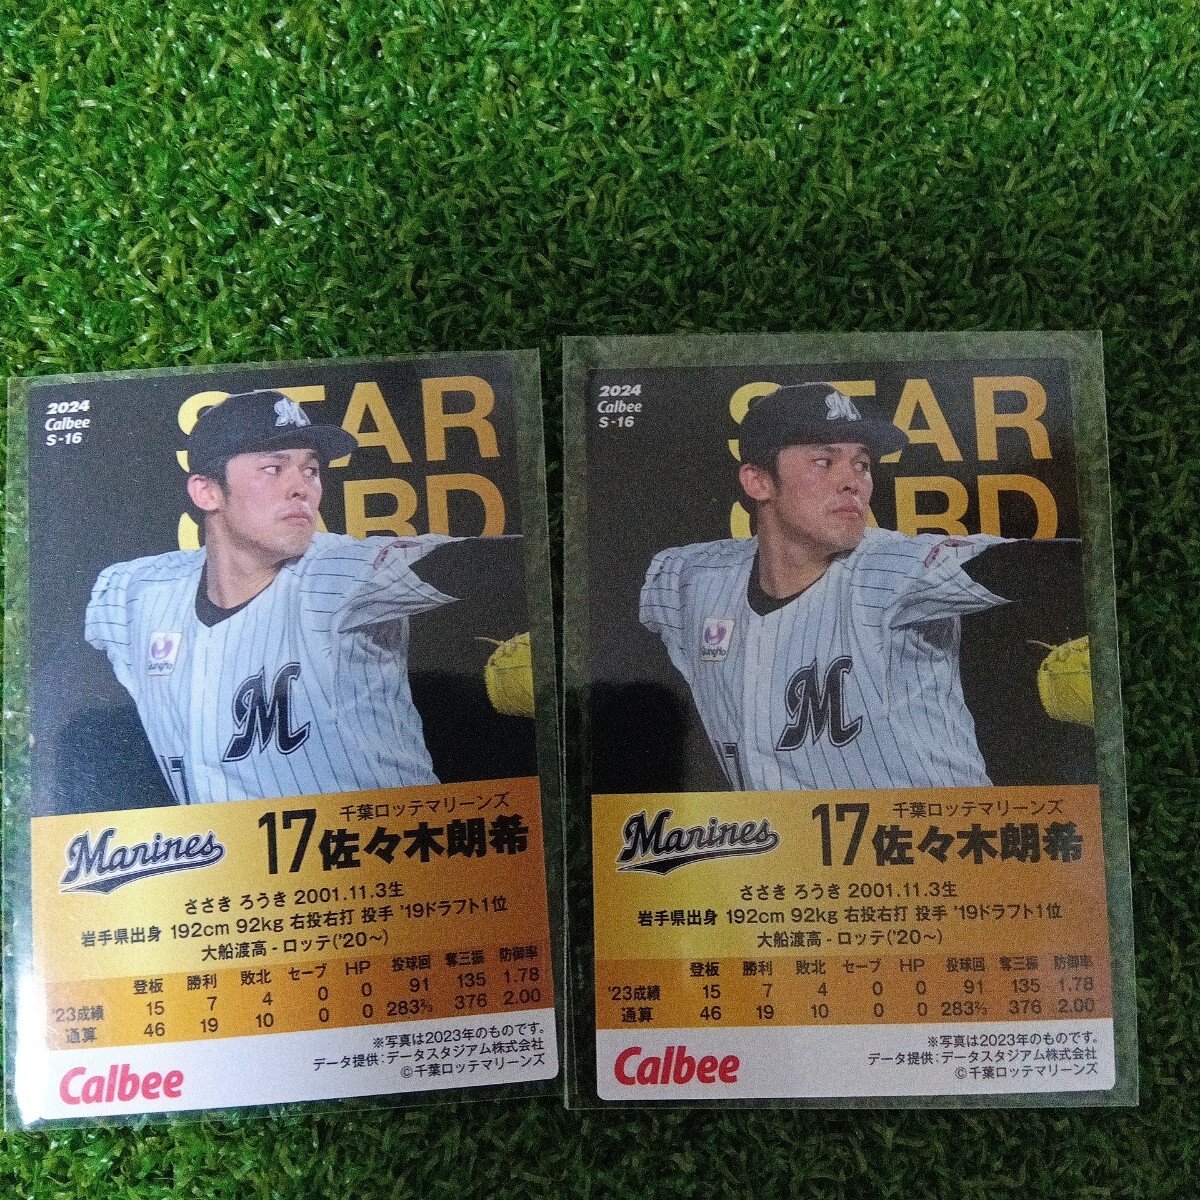 2024
Calbee
S-16
STAR
CARD
M
M
GungHo
17
Marines
千葉ロッテマリーンズ
17 佐々木朗希
ささき ろうき 2001.11.3生
岩手県出身 192cm 92kg 右投右打 投手 '19ドラフト1位
大船渡高 - ロッテ('20～)
登板 勝利 敗北 セーブ HP 投球回 奪三振 防御率
'23成績 15 7 4 0 0 91 135 1.78
通算 46 19 10 0 0 283⅔ 376 2.00
※写真は2023年のものです。
データ提供:データスタジアム株式会社
©千葉ロッテマリーンズ
Calbee
2024
Calbee
S-16
STAR
CARD
M
M
GungHo
17
Marines
千葉ロッテマリーンズ
17 佐々木朗希
ささき ろうき 2001.11.3生
岩手県出身 192cm 92kg 右投右打 投手 '19ドラフト1位
大船渡高 - ロッテ('20～)
登板 勝利 敗北 セーブ HP 投球回 奪三振 防御率
'23成績 15 7 4 0 0 91 135 1.78
通算 46 19 10 0 0 283⅔ 376 2.00
※写真は2023年のものです。
データ提供:データスタジアム株式会社
©千葉ロッテマリーンズ
Calbee